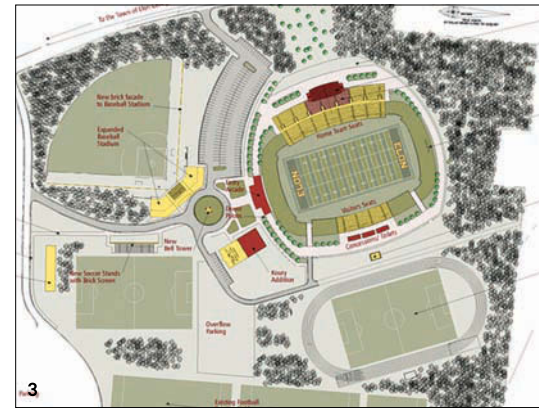 To the Town of Elon
New brick facade
to Baseball Stadium
Expanded
Baseball
Stadium
Home Team Seats
ELON
ELON
Visitors Seats
Concessions/ Toilets
New
Bell Tower
Koury
Addition
New Soccer Stands
with Brick Screen
Overflow
Parking
3
Parking
Existing Football